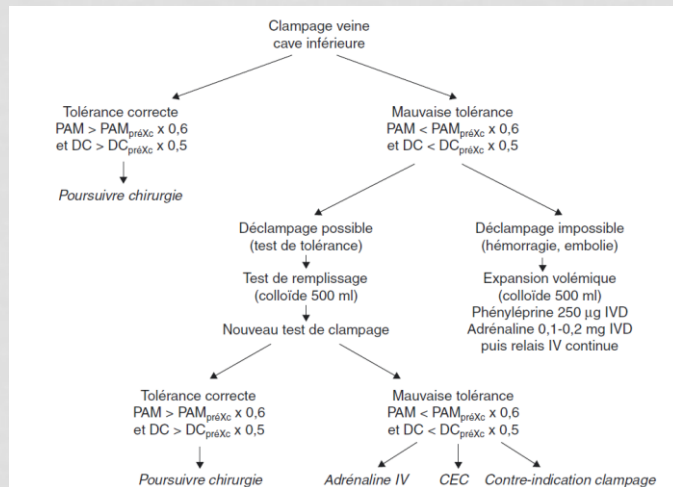 Clampage veine
cave inférieure
Tolérance correcte
PAM > PAMpréXc x 0,6
et DC > DCpréXc x 0,5
Poursuivre chirurgie
Mauvaise tolérance
PAM < PAMpréXc x 0,6
et DC < DCpréXc x 0,5
Déclampage possible
(test de tolérance)
Test de remplissage
(colloïde 500 ml)
Nouveau test de clampage
Déclampage impossible
(hémorragie, embolie)
Expansion volémique
(colloïde 500 ml)
Phényléprine 250 µg IVD
Adrénaline 0,1-0,2 mg IVD
puis relais IV continue
Tolérance correcte
PAM > PAMpréXc x 0,6
et DC > DCpréXc x 0,5
Poursuivre chirurgie
Mauvaise tolérance
PAM < PAMpréXc x 0,6
et DC < DCpréXc x 0,5
Adrénaline IV
CEC
Contre-indication clampage